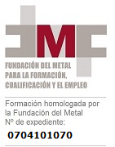 FMF
FUNDACIÓN DEL METAL
PARA LA FORMACIÓN,
CUALIFICACIÓN Y EL EMPLEO
Formación homologada por
la Fundación del Metal
Nº de expediente:
0704101070